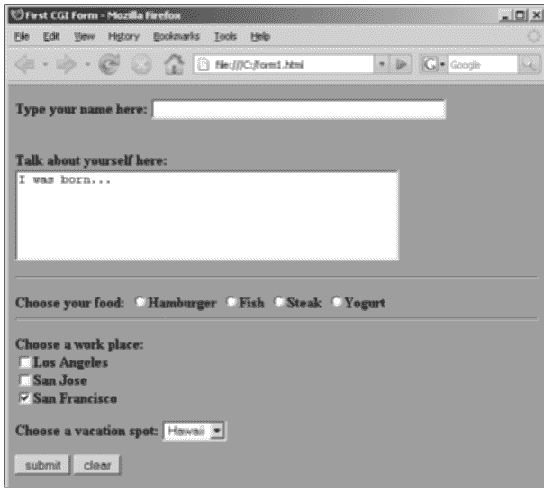 First CGI Form - Mozilla Firefox
File Edit View History Bookmarks Tools Help
file:///C:/form1.html Google
Type your name here:
Talk about yourself here:
I was born...
Choose your food: Hamburger Fish Steak Yogurt
Choose a work place:
Los Angeles
San Jose
San Francisco
Choose a vacation spot: Hawaii
submit clear